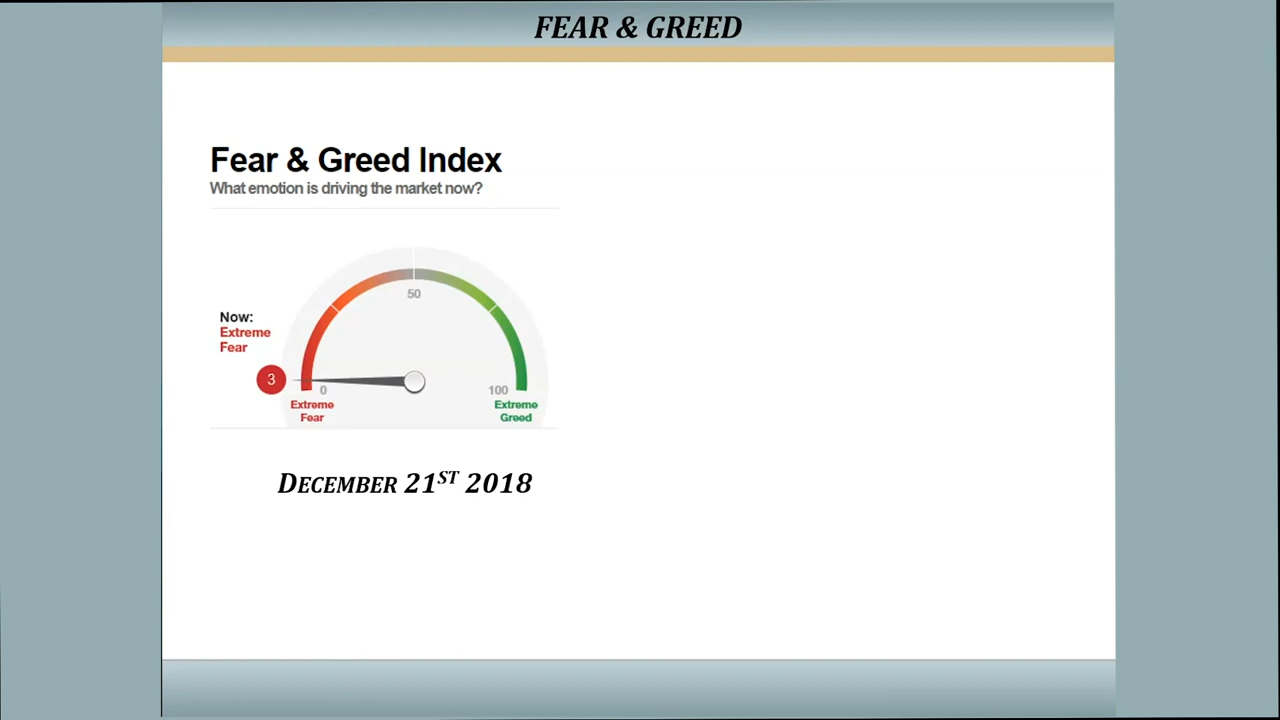 FEAR & GREED
Fear & Greed Index
What emotion is driving the market now?
50
Now:
Extreme
Fear
3
0
100
Extreme
Fear
Extreme
Greed
DECEMBER 21ST 2018